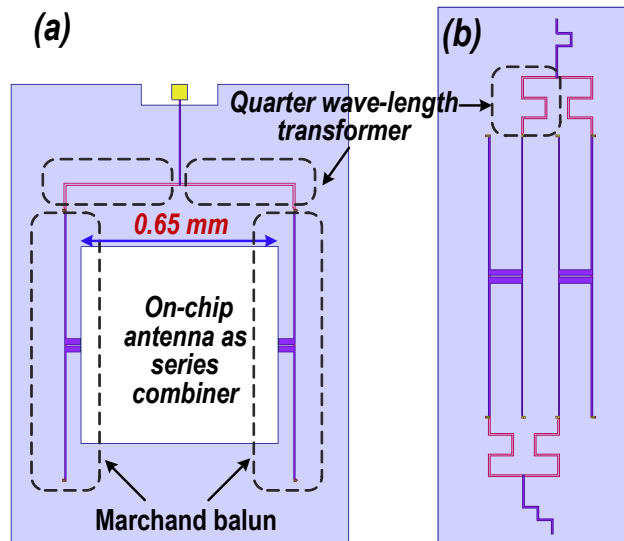 (a)
(b)
Quarter wave-length
transformer
0.65 mm
On-chip
antenna as
series
combiner
Marchand balun